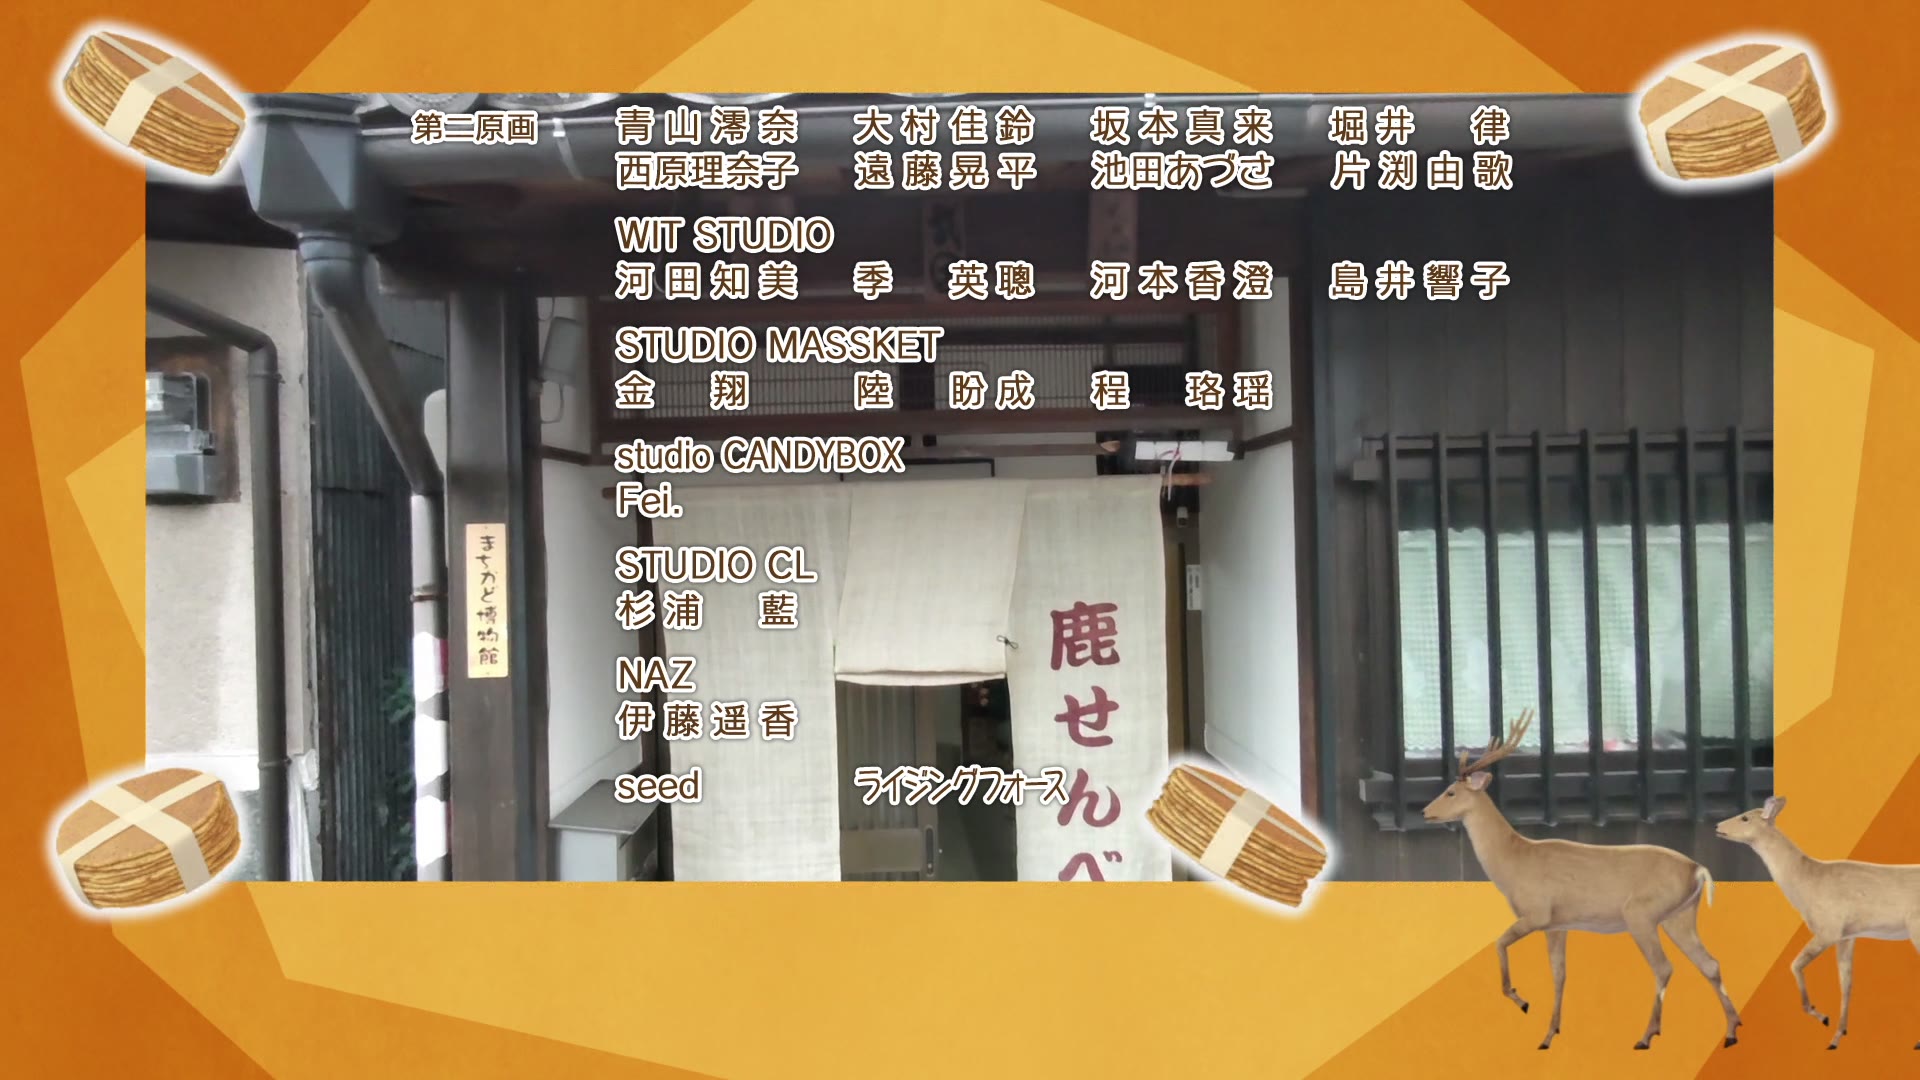 第二原画 青山澪奈 大村佳鈴 坂本真来 堀井 律
西原理奈子 遠藤晃平 池田あづさ 片渕由歌
WIT STUDIO
河田知美 季 英聰 河本香澄 島井響子
STUDIO MASSKET
金 翔 陸 盼成 程 珞瑶
studio CANDYBOX
Fei.
STUDIO CL
杉浦 藍
NAZ
伊藤遥香
seed ライジングフォース
まちかど博物館
鹿せんべ